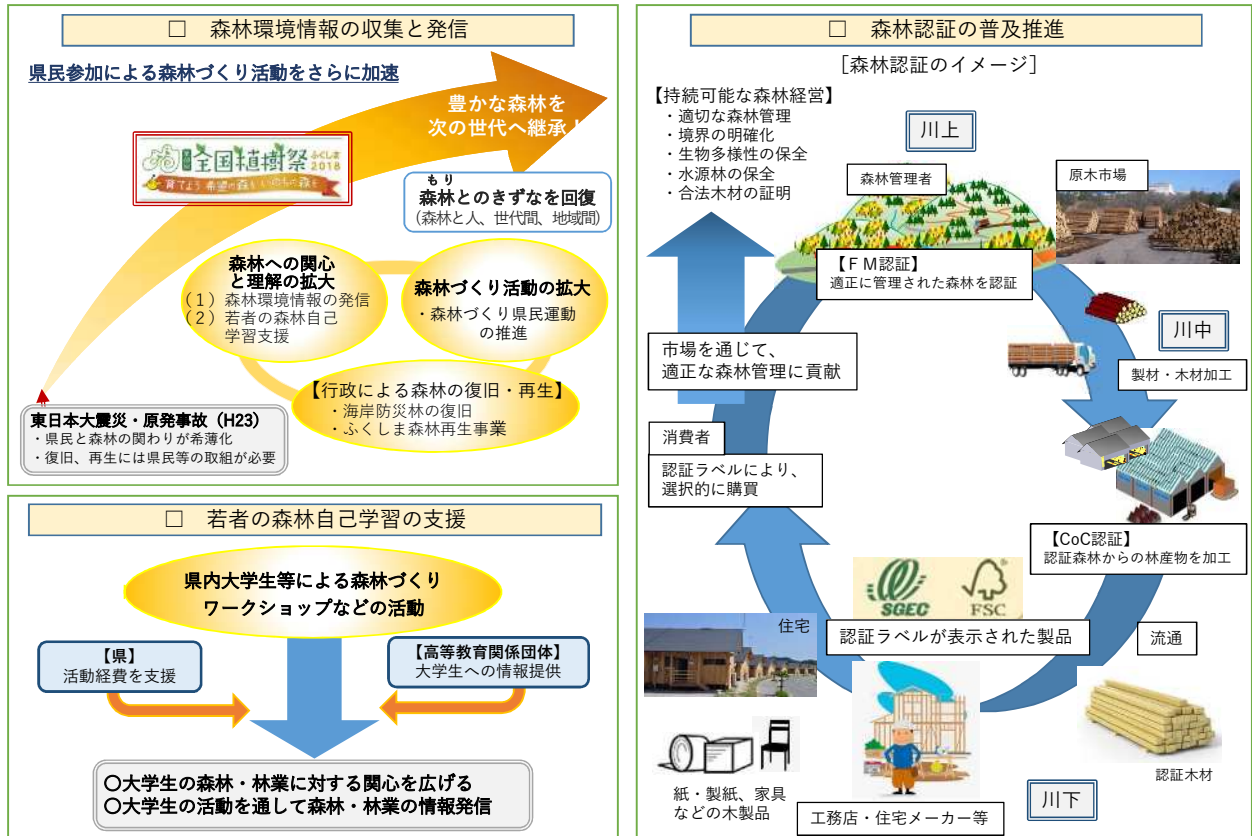 □ 森林環境情報の収集と発信
県民参加による森林づくり活動をさらに加速
豊かな森林を
次の世代へ継承！
全国植樹祭 ふくしま
2018
育てよう 希望の森を いのちの森を
もり
森林とのきずなを回復
（森林と人、世代間、地域間）
森林への関心
と理解の拡大
（１）森林環境情報の発信
（２）若者の森林自己
学習支援
森林づくり活動の拡大
・森林づくり県民運動
の推進
【行政による森林の復旧・再生】
・海岸防災林の復旧
・ふくしま森林再生事業
東日本大震災・原発事故（H23）
・県民と森林の関わりが希薄化
・復旧、再生には県民等の取組が必要
□ 若者の森林自己学習の支援
県内大学生等による森林づくり
ワークショップなどの活動
【県】
活動経費を支援
【高等教育関係団体】
大学生への情報提供
〇大学生の森林・林業に対する関心を広げる
〇大学生の活動を通して森林・林業の情報発信
□ 森林認証の普及推進
［森林認証のイメージ］
【持続可能な森林経営】
・適切な森林管理
・境界の明確化
・生物多様性の保全
・水源林の保全
・合法木材の証明
川上
森林管理者
原木市場
【ＦＭ認証】
適正に管理された森林を認証
川中
製材・木材加工
市場を通じて、
適正な森林管理に貢献
消費者
認証ラベルにより、
選択的に購買
【CoC認証】
認証森林からの林産物を加工
SGEC
FSC
認証ラベルが表示された製品
住宅
流通
認証木材
紙・製紙、家具
などの木製品
工務店・住宅メーカー等
川下